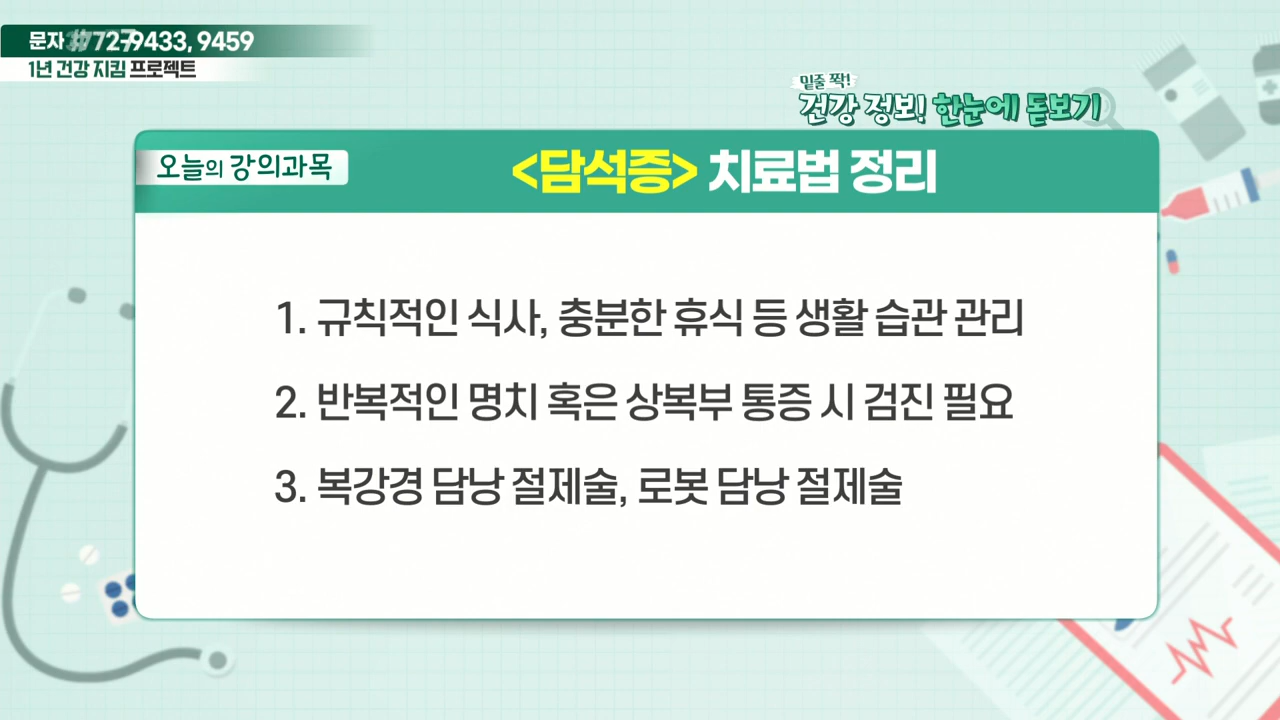 문자 9433, 9459
1년 건강 지킴 프로젝트
밑줄 쫙!
건강 정보! 한눈에 돋보기
오늘의 강의과목
<담석증> 치료법 정리
1. 규칙적인 식사, 충분한 휴식 등 생활 습관 관리
2. 반복적인 명치 혹은 상복부 통증 시 검진 필요
3. 복강경 담낭 절제술, 로봇 담낭 절제술